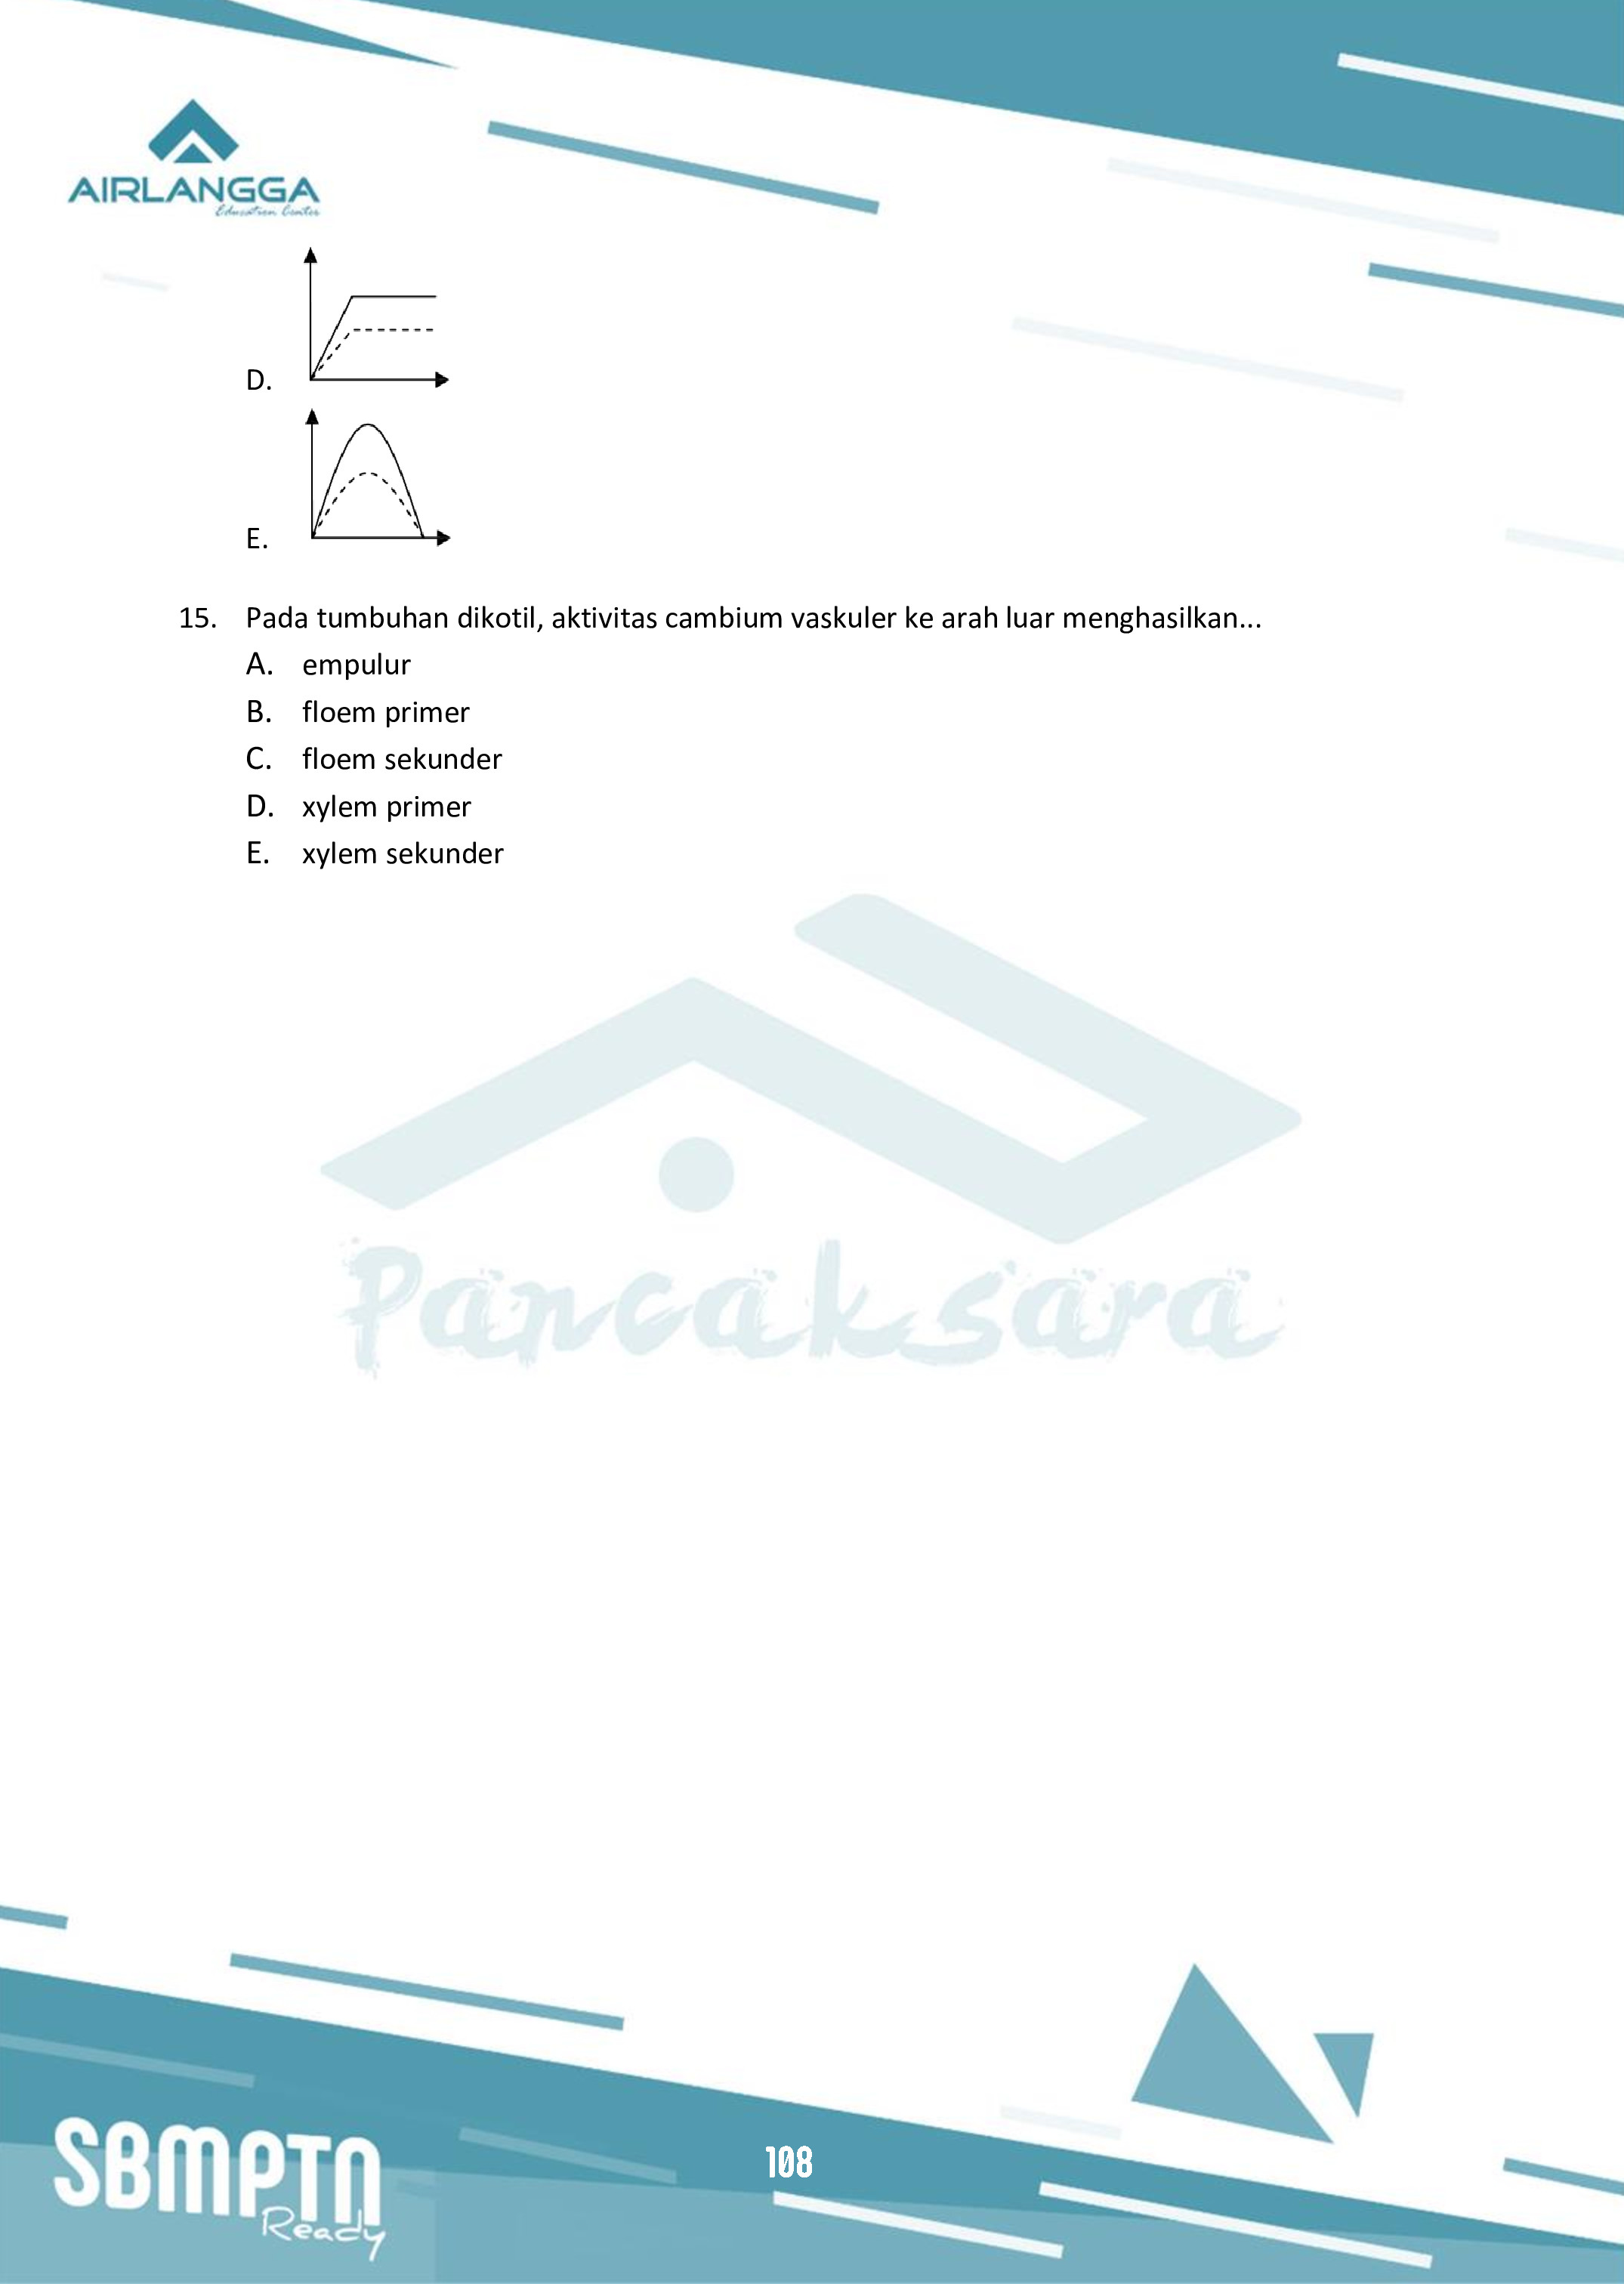 AIRLANGGA
Education Center
D.
E.
15. Pada tumbuhan dikotil, aktivitas cambium vaskuler ke arah luar menghasilkan...
A. empulur
B. floem primer
C. floem sekunder
D. xylem primer
E. xylem sekunder
Pancaksara
SBMPTN
Ready
108